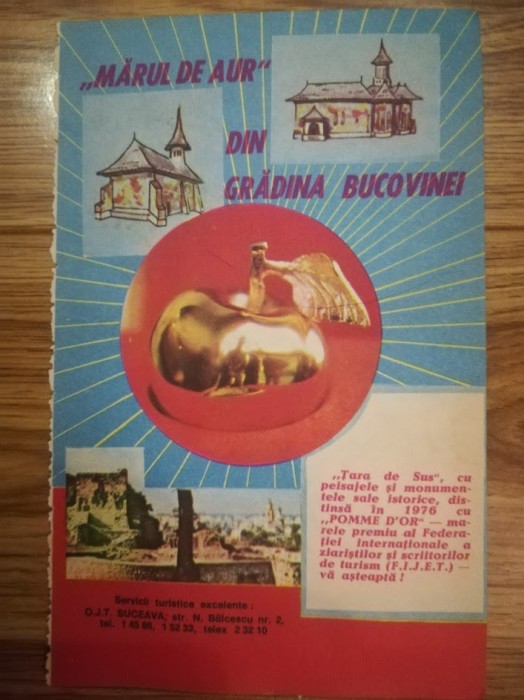 „MĂRUL DE AUR“
DIN
GRĂDINA BUCOVINEI
„Țara de Sus“, cu
peisajele și monumen-
tele sale istorice, dis-
tinsă în 1976 cu
„POMME D'OR“ — ma-
rele premiu al Federa-
ției internaționale a
ziariștilor și scriitorilor
de turism (F.I.J.E.T.) —
vă așteaptă !
Servicii turistice excelente :
O.J.T. SUCEAVA; str. N. Bălcescu nr. 2,
tel. 1 45 86, 1 52 33, telex 2 32 10